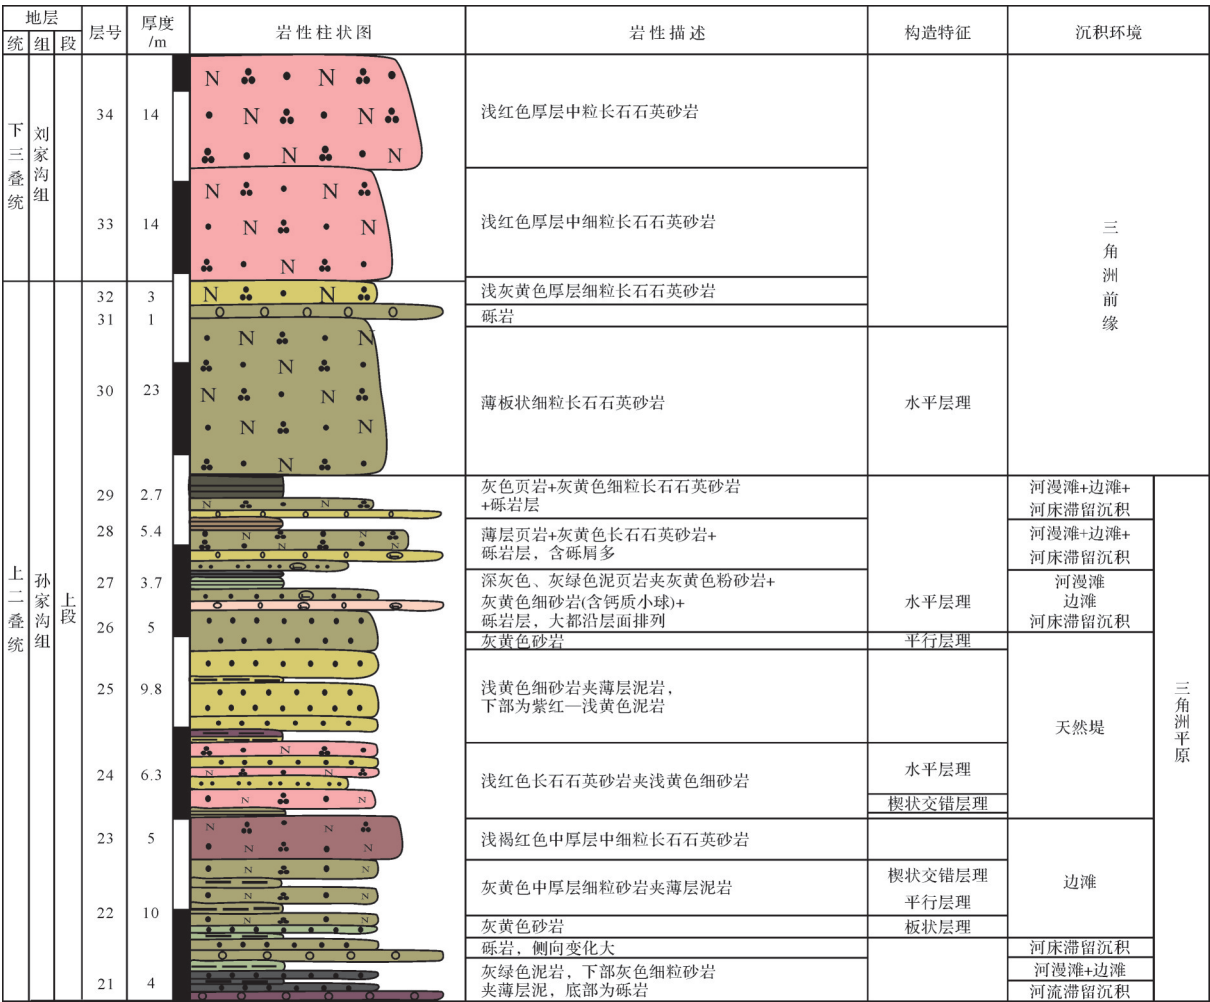 地层
统 组 段
层号
厚度
/m
岩性柱状图
岩性描述
构造特征
沉积环境
下三叠统
刘家沟组
上二叠统
孙家沟组
上段
34 14 浅红色厚层中粒长石石英砂岩
33 14 浅红色厚层中细粒长石石英砂岩
三角洲前缘
32 3 浅灰黄色厚层细粒长石石英砂岩
31 1 砾岩
30 23 薄板状细粒长石石英砂岩 水平层理
29 2.7 灰色页岩+灰黄色细粒长石石英砂岩
+砾岩层
河漫滩+边滩+
河床滞留沉积
28 5.4 薄层页岩+灰黄色长石石英砂岩+
砾岩层，含砾屑多
河漫滩+边滩+
河床滞留沉积
27 3.7 深灰色、灰绿色泥页岩夹灰黄色粉砂岩+
灰黄色细砂岩(含钙质小球)+
砾岩层，大都沿层面排列
水平层理
河漫滩
边滩
河床滞留沉积
26 5 灰黄色砂岩 平行层理
25 9.8 浅黄色细砂岩夹薄层泥岩，
下部为紫红—浅黄色泥岩
天然堤
三角洲平原
24 6.3 浅红色长石石英砂岩夹浅黄色细砂岩
水平层理
楔状交错层理
23 5 浅褐红色中厚层中细粒长石石英砂岩
灰黄色中厚层细粒砂岩夹薄层泥岩
楔状交错层理
平行层理
边滩
22 10 灰黄色砂岩 板状层理
砾岩，侧向变化大 河床滞留沉积
21 4 灰绿色泥岩，下部灰色细粒砂岩
夹薄层泥，底部为砾岩
河漫滩+边滩
河流滞留沉积
N N
N N
N N
N N
N N
N
N N
N N
N
N N
N N
N
N N
N N
N N
N
N N
N
N N
N
N N
N
N
N